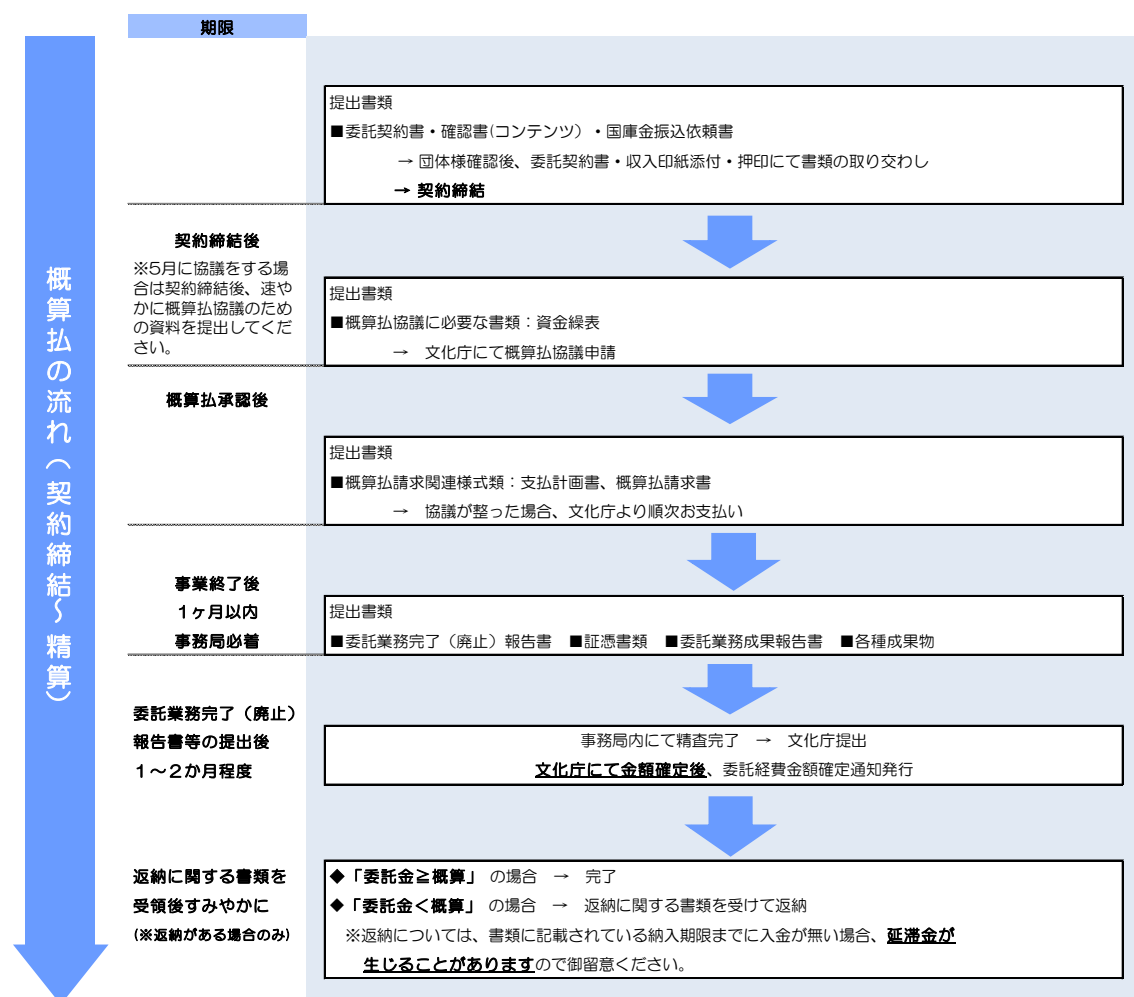 期限
概算払の流れ（契約締結～精算）
提出書類
■委託契約書・確認書(コンテンツ）・国庫金振込依頼書
→ 団体様確認後、委託契約書・収入印紙添付・押印にて書類の取り交わし
→ 契約締結
契約締結後
※5月に協議をする場
合は契約締結後、速や
かに概算払協議のため
の資料を提出してくだ
さい。
提出書類
■概算払協議に必要な書類：資金繰表
→　文化庁にて概算払協議申請
概算払承認後
提出書類
■概算払請求関連様式類：支払計画書、概算払請求書
→　協議が整った場合、文化庁より順次お支払い
事業終了後
１ヶ月以内
事務局必着
提出書類
■委託業務完了（廃止）報告書　■証憑書類　■委託業務成果報告書　■各種成果物
委託業務完了（廃止）
報告書等の提出後
１～２か月程度
事務局内にて精査完了　→　文化庁提出
文化庁にて金額確定後、委託経費金額確定通知発行
返納に関する書類を
受領後すみやかに
(※返納がある場合のみ)
◆「委託金≧概算」 の場合　→　完了
◆「委託金＜概算」 の場合　→　返納に関する書類を受けて返納
※返納については、書類に記載されている納入期限までに入金が無い場合、延滞金が
生じることがありますので御留意ください。